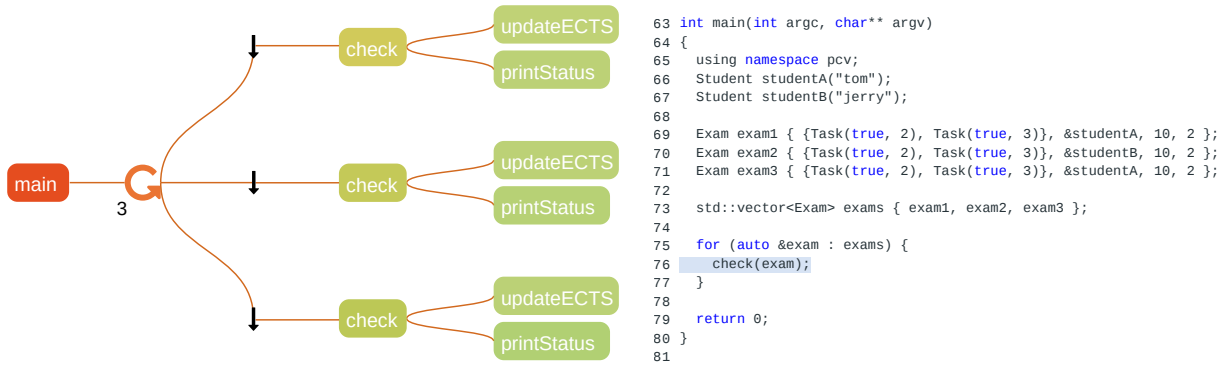 main
3
check
updateECTS
printStatus
check
updateECTS
printStatus
check
updateECTS
printStatus
63 int main(int argc, char** argv)
64 {
65   using namespace pcv;
66   Student studentA("tom");
67   Student studentB("jerry");
68
69   Exam exam1 { {Task(true, 2), Task(true, 3)}, &studentA, 10, 2 };
70   Exam exam2 { {Task(true, 2), Task(true, 3)}, &studentB, 10, 2 };
71   Exam exam3 { {Task(true, 2), Task(true, 3)}, &studentA, 10, 2 };
72
73   std::vector<Exam> exams { exam1, exam2, exam3 };
74
75   for (auto &exam : exams) {
76     check(exam);
77   }
78
79   return 0;
80 }
81